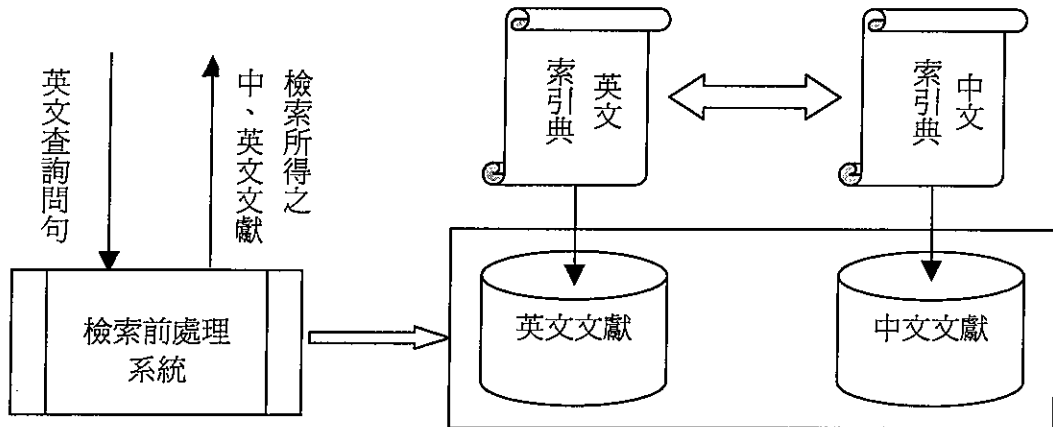 英文查詢問句
檢索所得之
中、英文文獻
英文
索引典
中文
索引典
檢索前處理
系統
英文文獻
中文文獻